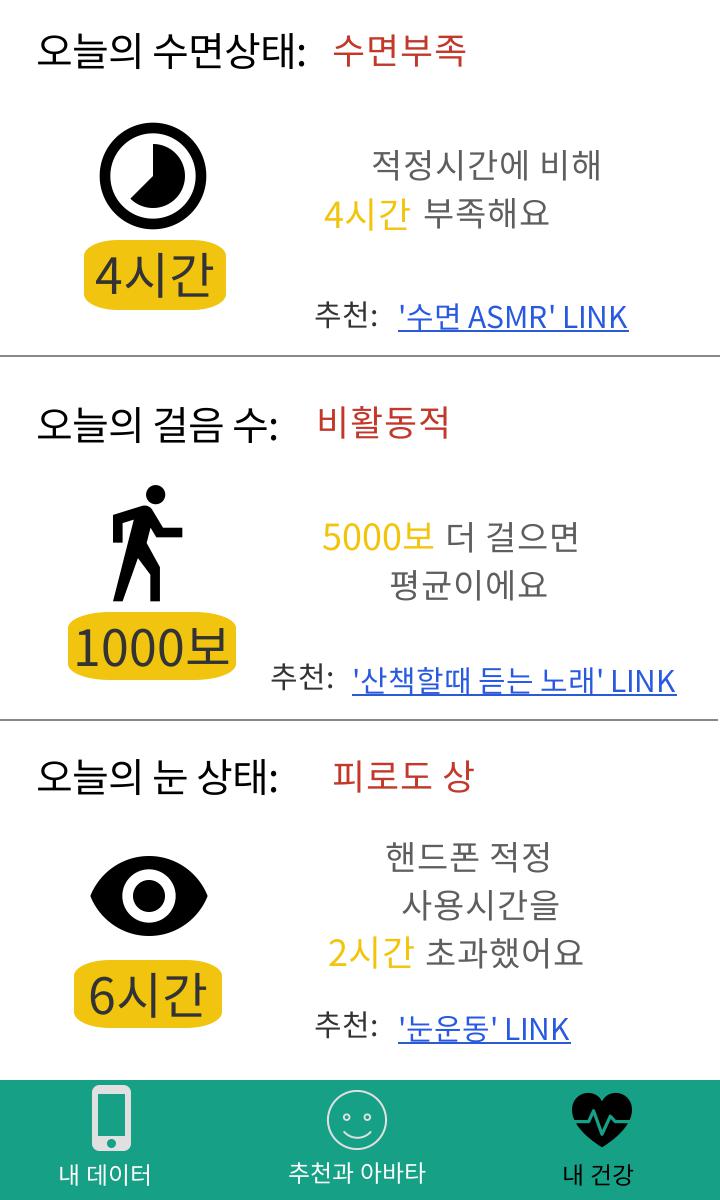 오늘의 수면상태: 수면부족
적정시간에 비해
4시간 부족해요
4시간
추천: '수면 ASMR' LINK
오늘의 걸음 수: 비활동적
5000보 더 걸으면
평균이에요
1000보
추천: '산책할때 듣는 노래' LINK
오늘의 눈 상태: 피로도 상
핸드폰 적정
사용시간을
2시간 초과했어요
6시간
추천: '눈운동' LINK
내 데이터 추천과 아바타 내 건강